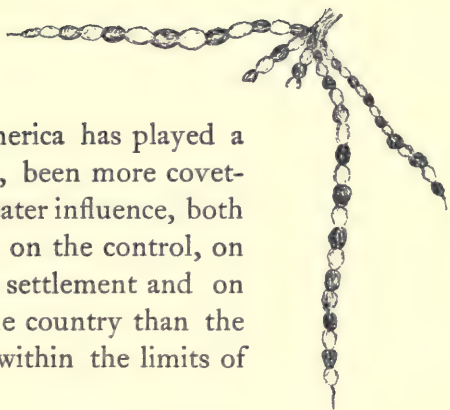 nerica has played a
, been more covet-
ater influence, both
on the control, on
settlement and on
e country than the
within the limits of